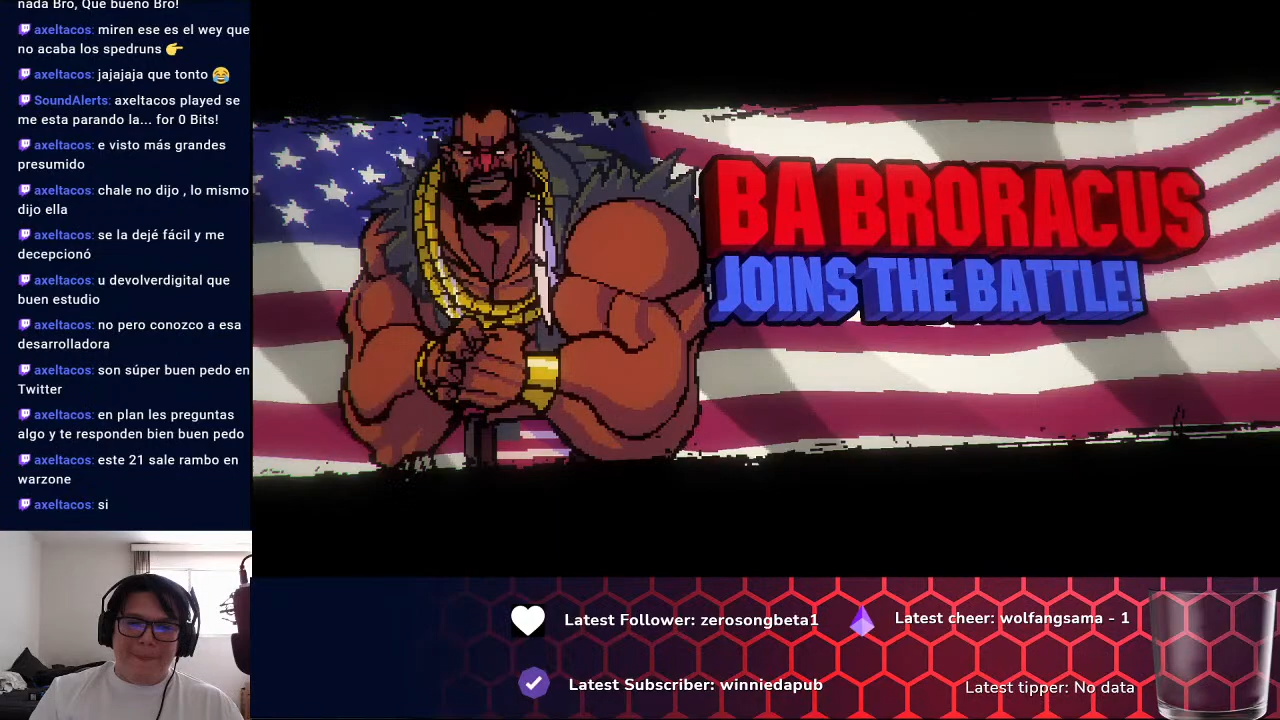 nada Bro, Que bueno Bro!
axeltacos: miren ese es el wey que
no acaba los spedruns 👉
axeltacos: jajajaja que tonto 😂
SoundAlerts: axeltacos played se
me esta parando la... for 0 Bits!
axeltacos: e visto más grandes
presumido
axeltacos: chale no dijo , lo mismo
dijo ella
axeltacos: se la dejé fácil y me
decepcionó
axeltacos: u devolverdigital que
buen estudio
axeltacos: no pero conozco a esa
desarrolladora
axeltacos: son súper buen pedo en
Twitter
axeltacos: en plan les preguntas
algo y te responden bien buen pedo
axeltacos: este 21 sale rambo en
warzone
axeltacos: si
BA BRORACUS
JOINS THE BATTLE!
Latest Follower: zerosongbeta1
Latest cheer: wolfangsama - 1
Latest Subscriber: winniedapub
Latest tipper: No data